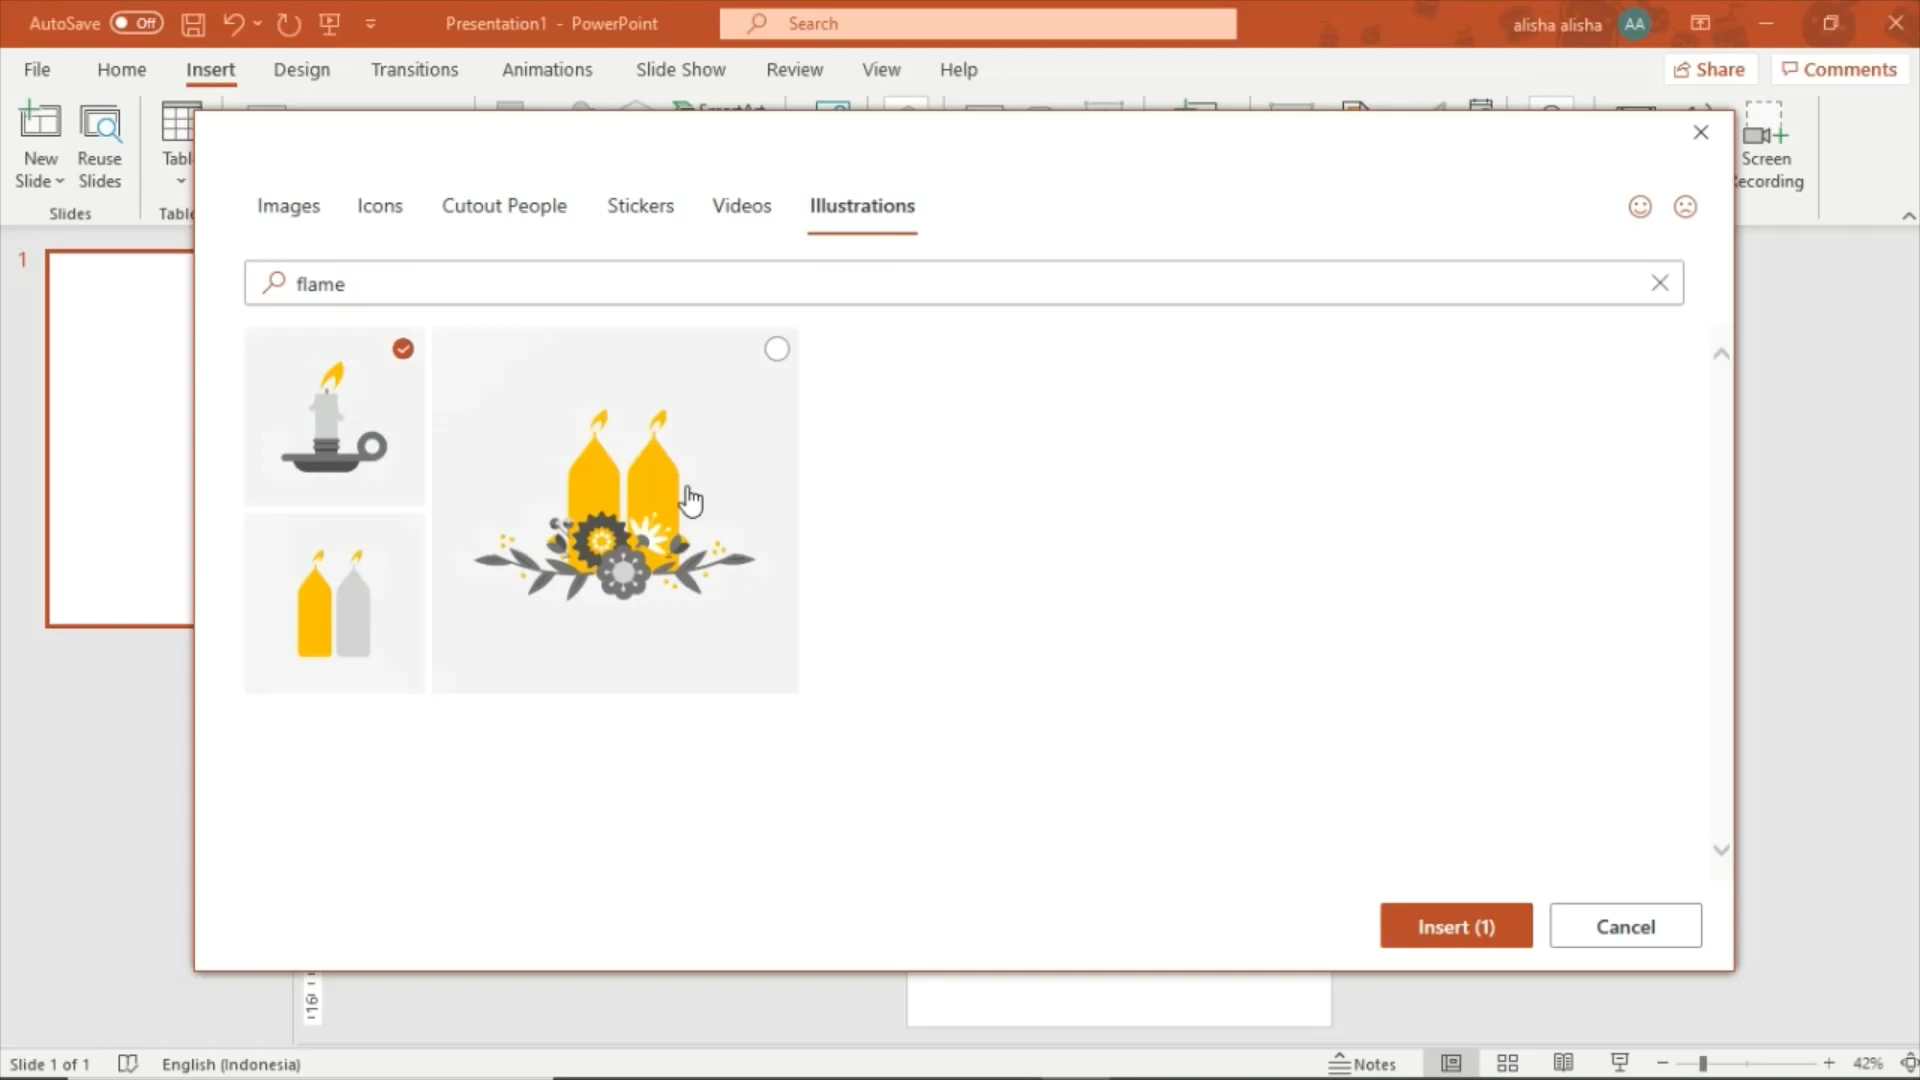 AutoSave Off Presentation1 - PowerPoint Search alisha alisha AA
File Home Insert Design Transitions Animations Slide Show Review View Help Share Comments
New Slide
Reuse Slides
Slides
Screen
Images Icons Cutout People Stickers Videos Illustrations
flame
1
Insert (1) Cancel
16
Slide 1 of 1 English (Indonesia) Notes 42%